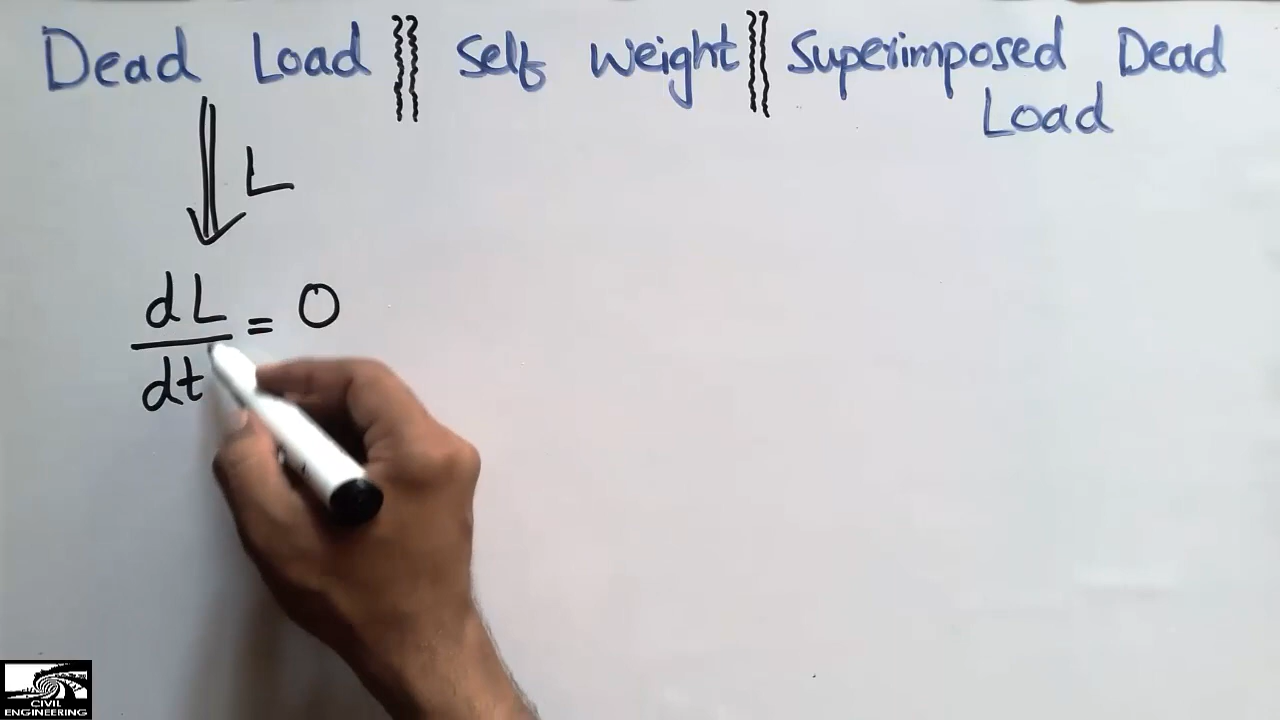 Dead Load Self Weight Superimposed Dead
Load
L
dL
dt
= 0
CIVIL
ENGINEERING